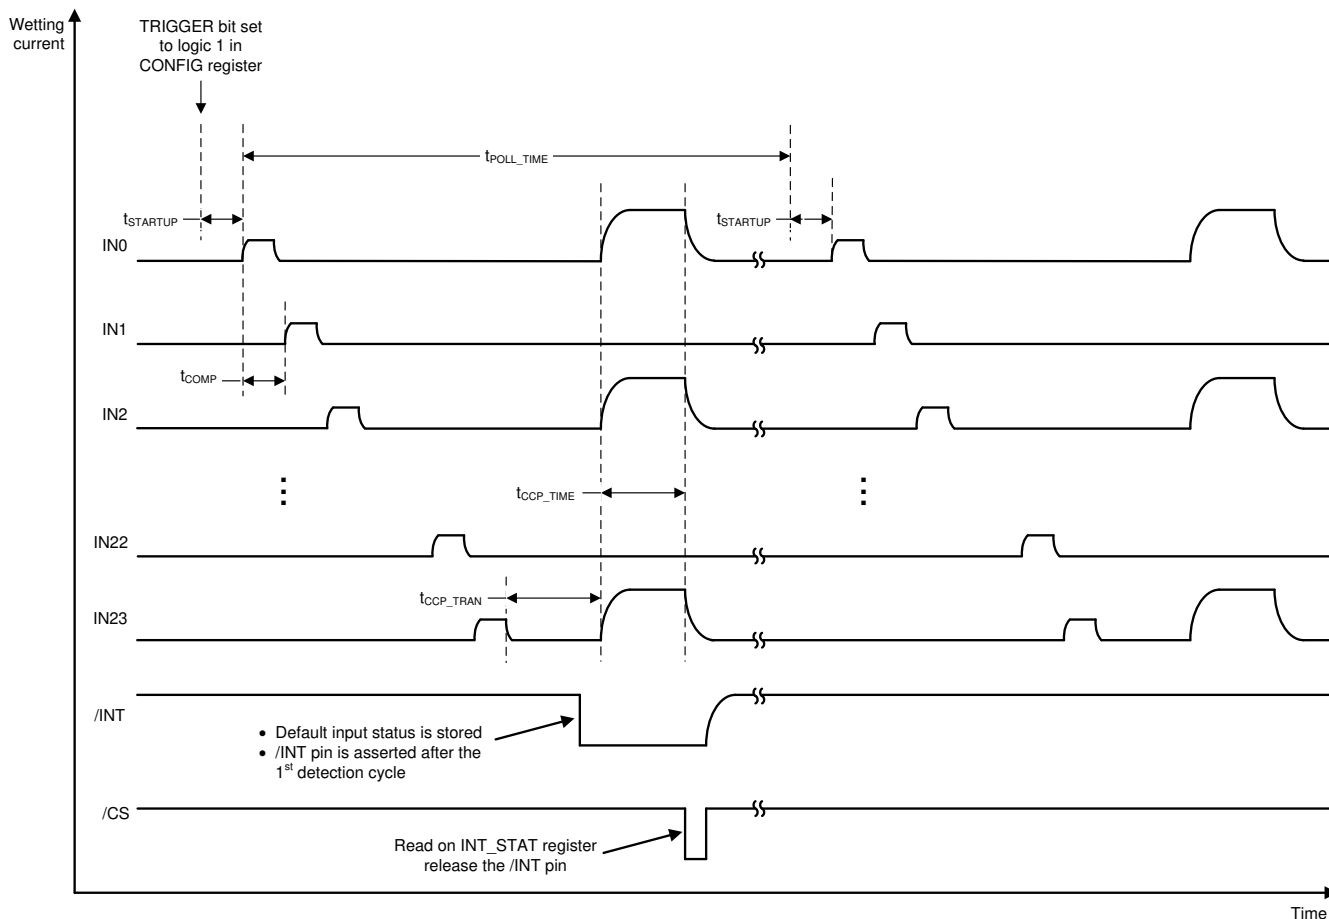 Wetting
current
TRIGGER bit set
to logic 1 in
CONFIG register
tPOLL_TIME
tSTARTUP
tSTARTUP
IN0
IN1
tCOMP
IN2
tCCP_TIME
IN22
tCCP_TRAN
IN23
/INT
• Default input status is stored
• /INT pin is asserted after the
1st detection cycle
/CS
Read on INT_STAT register
release the /INT pin
Time